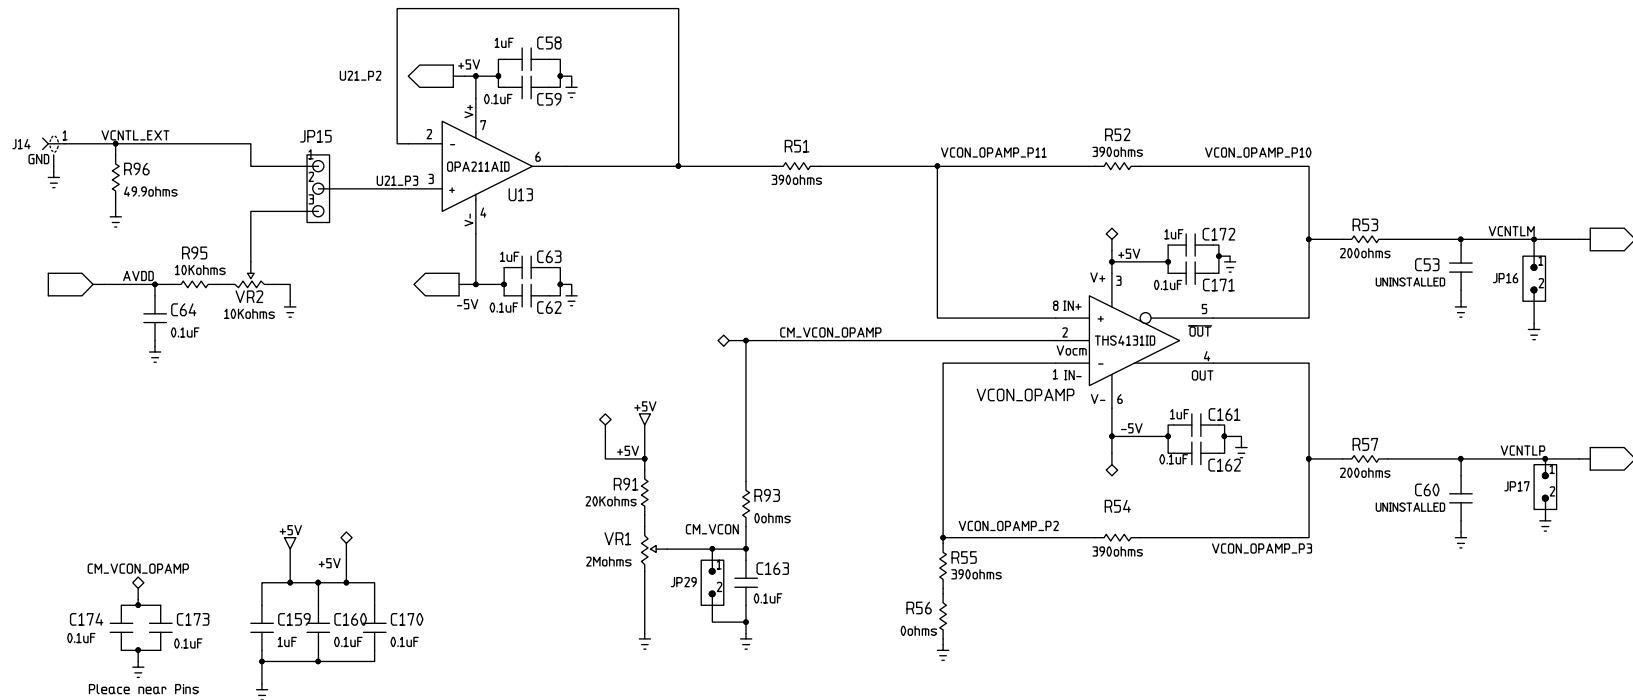 1uF
C58
+5V
U21_P2
0.1uF
C59
V+
7
J14
1
VCNTL_EXT
GND
JP15
1
2
3
R96
49.9ohms
U21_P3
2
-
OPA211AID
6
3
+
U13
V-
4
R51
390ohms
VCON_OPAMP_P11
R52
390ohms
VCON_OPAMP_P10
1uF
C63
-5V
0.1uF
C62
AVDD
R95
10Kohms
VR2
10Kohms
C64
0.1uF
1uF
C172
+5V
0.1uF
C171
V+
3
8 IN+
+
5
OUT
2
THS4131ID
Vocm
-
4
1 IN-
OUT
VCON_OPAMP
V-
6
CM_VCON_OPAMP
R53
200ohms
VCNTLM
C53
UNINSTALLED
JP16
1
2
1uF
C161
-5V
0.1uF
C162
R57
200ohms
VCNTLP
C60
UNINSTALLED
JP17
1
2
+5V
+5V
R91
20Kohms
R93
0ohms
VR1
2Mohms
CM_VCON
JP29
1
2
C163
0.1uF
VCON_OPAMP_P2
R54
390ohms
VCON_OPAMP_P3
R55
390ohms
R56
0ohms
CM_VCON_OPAMP
C174
0.1uF
C173
0.1uF
Pleace near Pins
+5V
+5V
C159
1uF
C160
0.1uF
C170
0.1uF